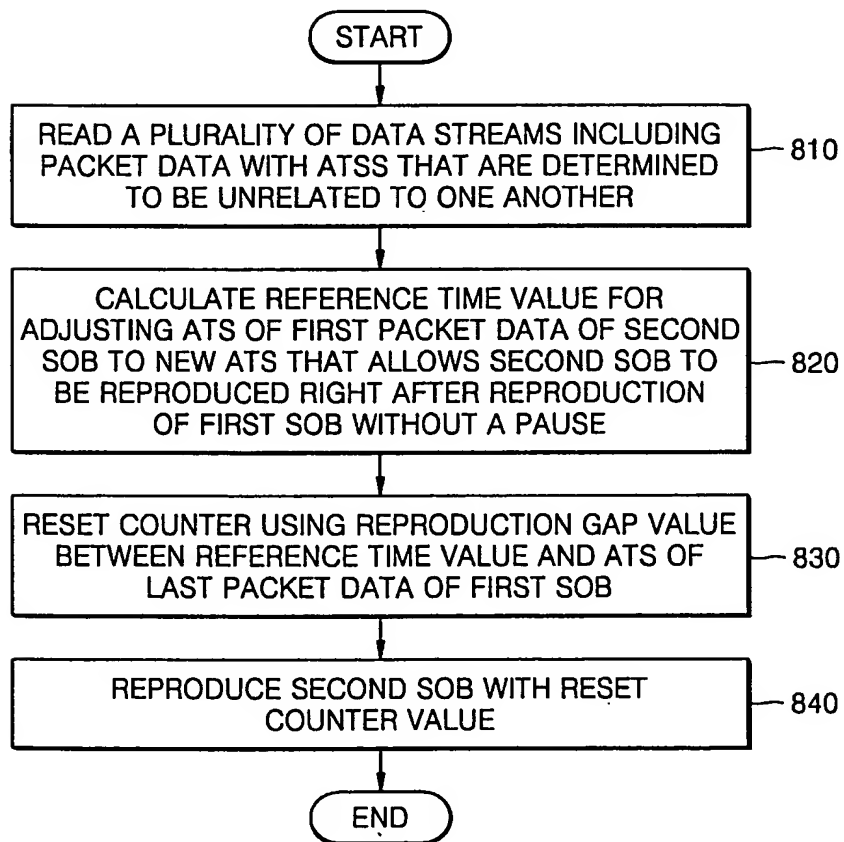 START
READ A PLURALITY OF DATA STREAMS INCLUDING
PACKET DATA WITH ATSS THAT ARE DETERMINED
TO BE UNRELATED TO ONE ANOTHER
810
CALCULATE REFERENCE TIME VALUE FOR
ADJUSTING ATS OF FIRST PACKET DATA OF SECOND
SOB TO NEW ATS THAT ALLOWS SECOND SOB TO
BE REPRODUCED RIGHT AFTER REPRODUCTION
OF FIRST SOB WITHOUT A PAUSE
820
RESET COUNTER USING REPRODUCTION GAP VALUE
BETWEEN REFERENCE TIME VALUE AND ATS OF
LAST PACKET DATA OF FIRST SOB
830
REPRODUCE SECOND SOB WITH RESET
COUNTER VALUE
840
END